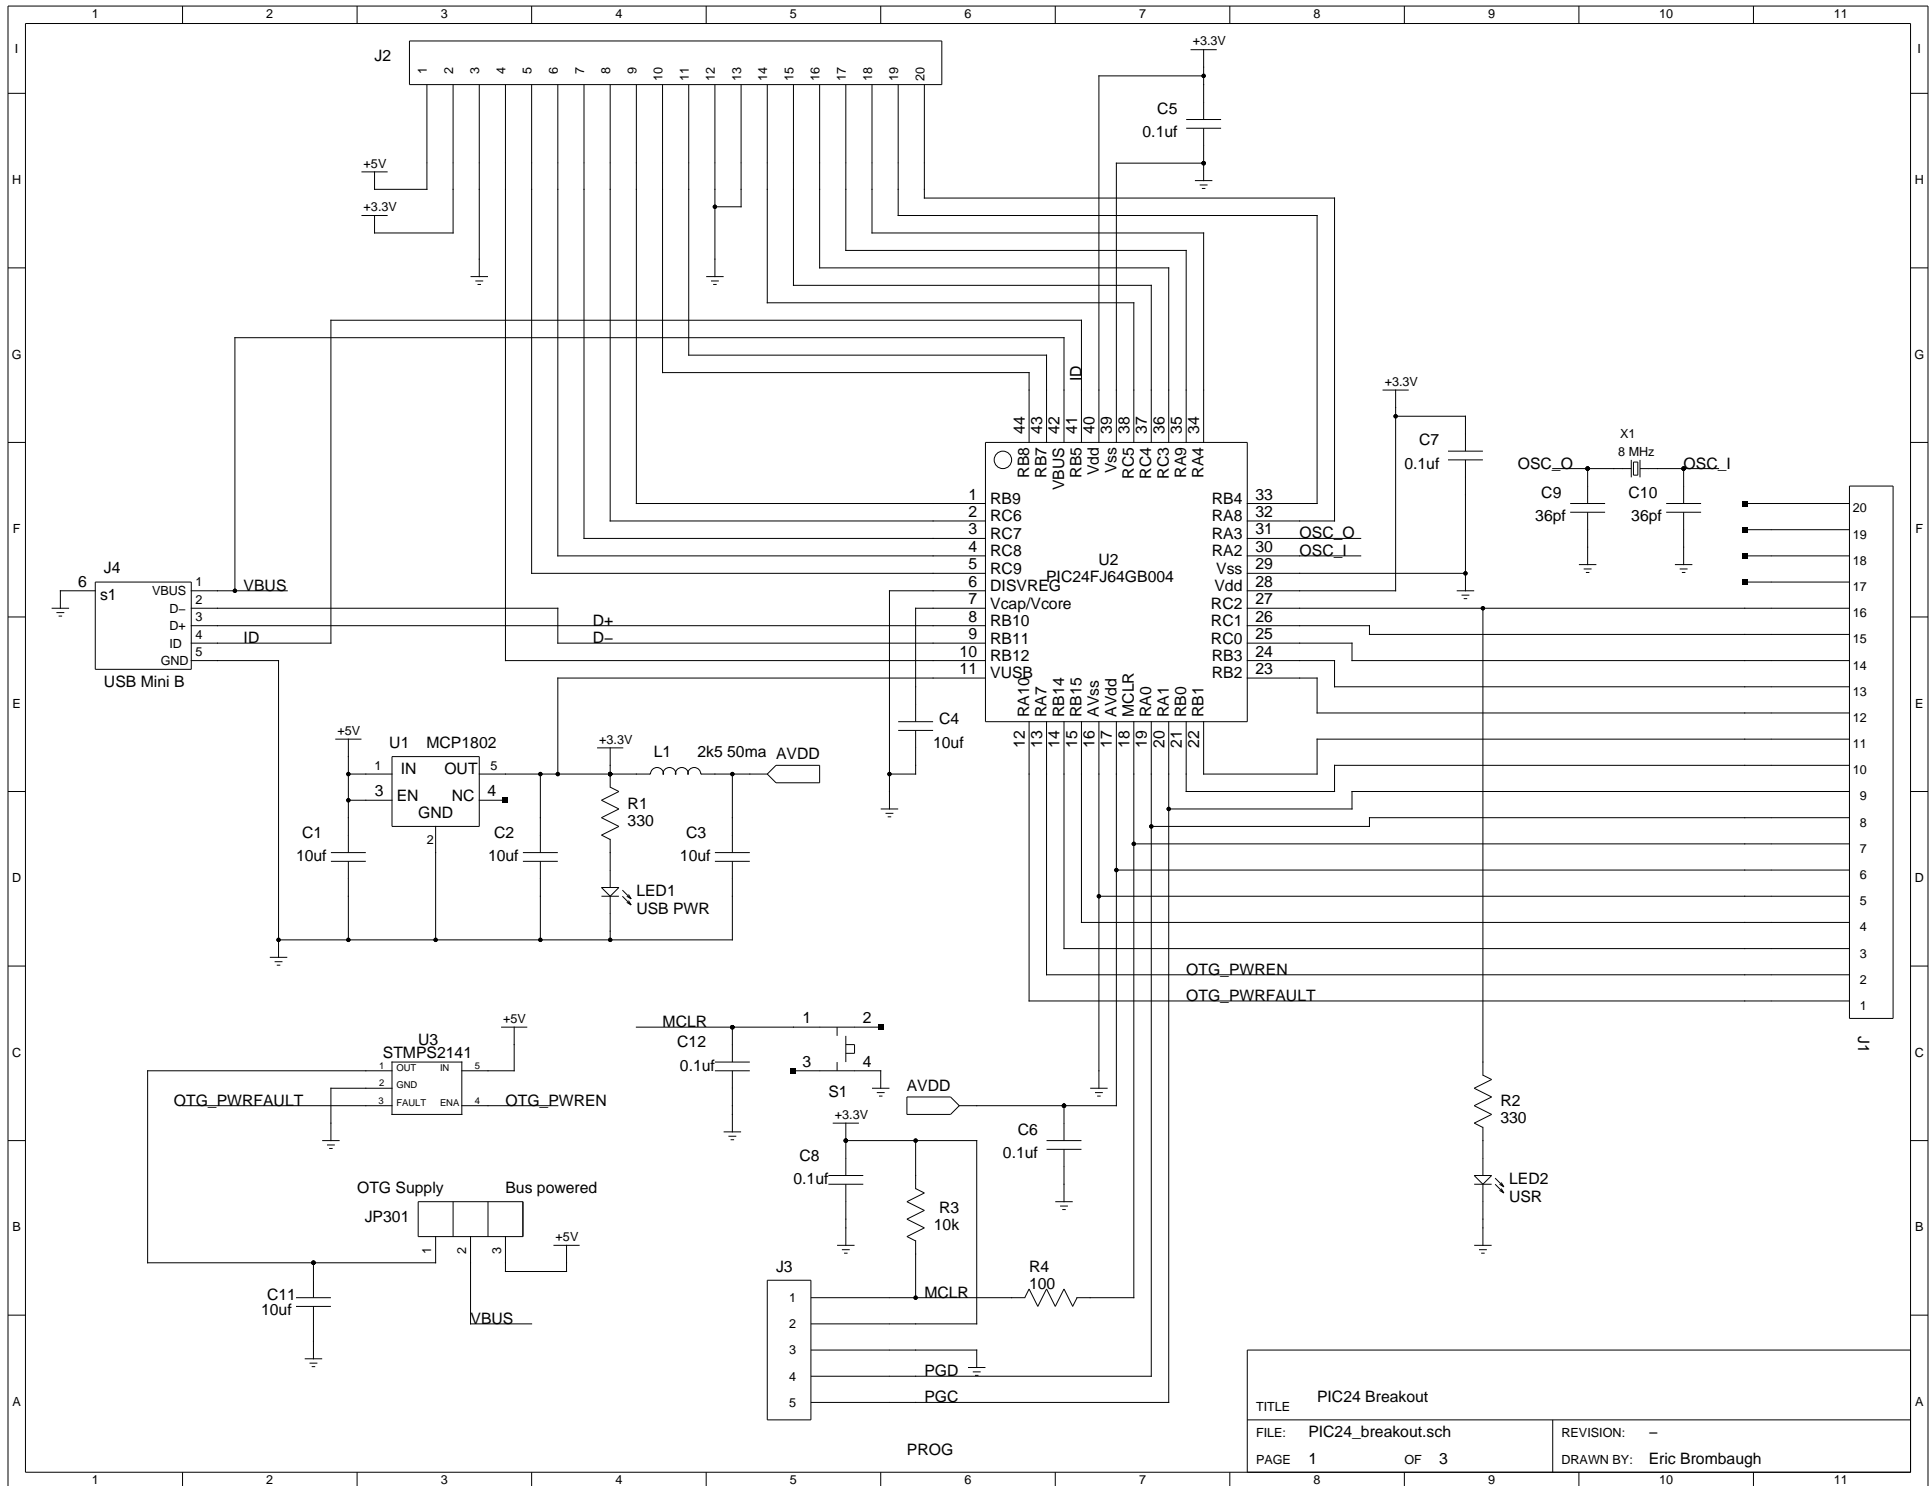 1 2 3 4 5 6 7 8 9 10 11
I I
H H
G G
F F
E E
D D
C C
B B
A A
J2
1 2 3 4 5 6 7 8 9 10 11 12 13 14 15 16 17 18 19 20
+5V
+3.3V
+3.3V
C5
0.1uf
ID
44 43 42 41 40 39 38 37 36 35 34
RB8 RB7 VBUS RB5 Vdd Vss RC5 RC4 RC3 RA9 RA4
1 RB9
2 RC6
3 RC7
4 RC8
5 RC9
6 DISVREG
7 Vcap/Vcore
8 RB10
9 RB11
10 RB12
11 VUSB
U2
PIC24FJ64GB004
RB4 33
RA8 32
RA3 31 OSC_O
RA2 30 OSC_I
Vss 29
Vdd 28
RC2 27
RC1 26
RC0 25
RB3 24
RB2 23
RA10 RA7 RB14 RB15 AVss AVdd MCLR RA0 RA1 RB0 RB1
12 13 14 15 16 17 18 19 20 21 22
+3.3V
C7
0.1uf
X1
8 MHz
OSC_O OSC_I
C9
36pf
C10
36pf
20
19
18
17
16
15
14
13
12
11
10
9
8
7
6
5
4
3
2
1
J1
OTG_PWREN
OTG_PWRFAULT
J4
6 s1
VBUS 1 VBUS
D– 2
D+ 3
ID 4 ID
GND 5
USB Mini B
D+
D–
C4
10uf
+5V
U1 MCP1802
1 IN OUT 5
3 EN NC 4
GND
2
+3.3V
L1 2k5 50ma AVDD
R1
330
C1
10uf
C2
10uf
C3
10uf
LED1
USB PWR
+5V
U3
STMPS2141
1 OUT IN 5
2 GND
OTG_PWRFAULT 3 FAULT ENA 4 OTG_PWREN
MCLR
C12
0.1uf
1 2
3 4
S1
AVDD
+3.3V
C6
0.1uf
C8
0.1uf
R3
10k
R2
330
LED2
USR
OTG Supply Bus powered
JP301
1 2 3
+5V
C11
10uf
VBUS
J3
1
2
3
4
5
MCLR
R4
100
PGD
PGC
PROG
TITLE PIC24 Breakout
FILE: PIC24_breakout.sch REVISION: –
PAGE 1 OF 3 DRAWN BY: Eric Brombaugh
1 2 3 4 5 6 7 8 9 10 11